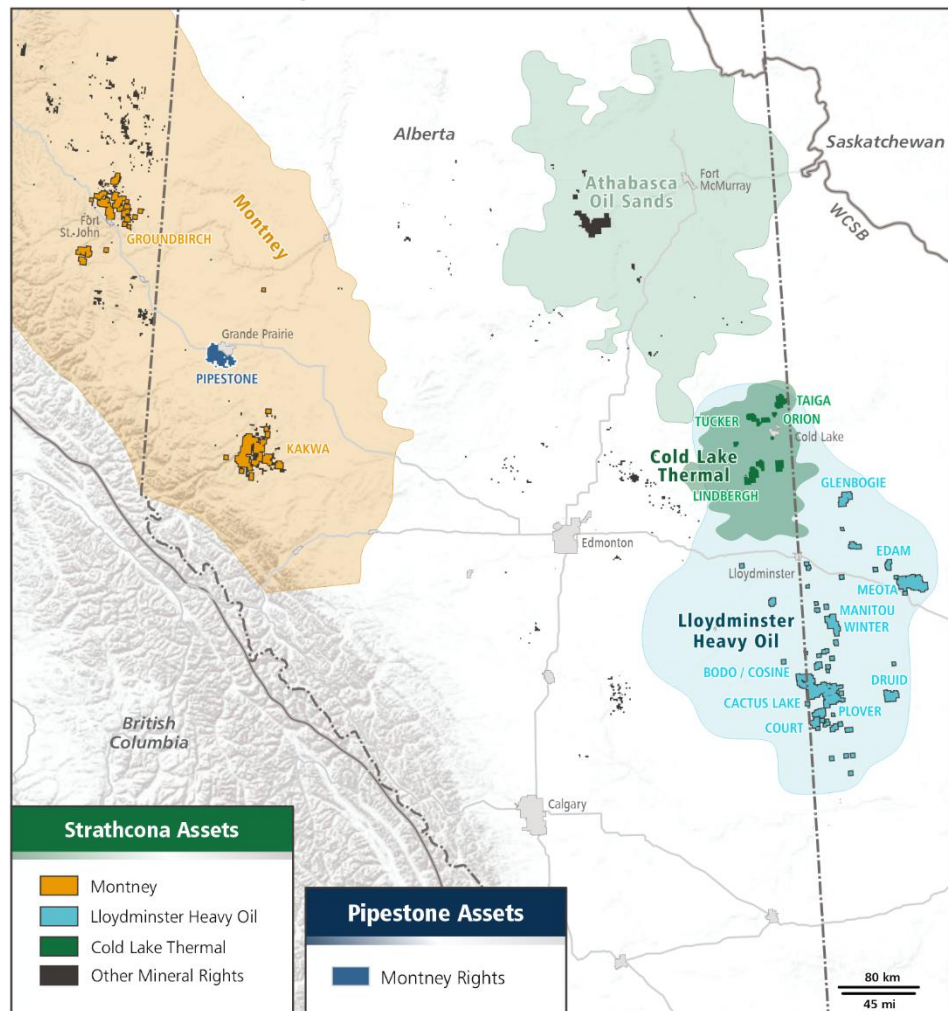 Alberta
Saskatchewan
Fort
McMurray
Athabasca
Oil Sands
WCSB
Montney
Fort
St. John
GROUNDBIRCH
Grande Prairie
PIPESTONE
KAKWA
TAIGA
TUCKER
ORION
Cold Lake
Cold Lake
Thermal
LINDBERGH
GLENBOGIE
Edmonton
EDAM
Lloydminster
MEOTA
MANITOU
WINTER
Lloydminster
Heavy Oil
BODO / COSINE
DRUID
CACTUS LAKE
PLOVER
COURT
British
Columbia
Calgary
Strathcona Assets
Montney
Lloydminster Heavy Oil
Cold Lake Thermal
Other Mineral Rights
Pipestone Assets
Montney Rights
80 km
45 mi